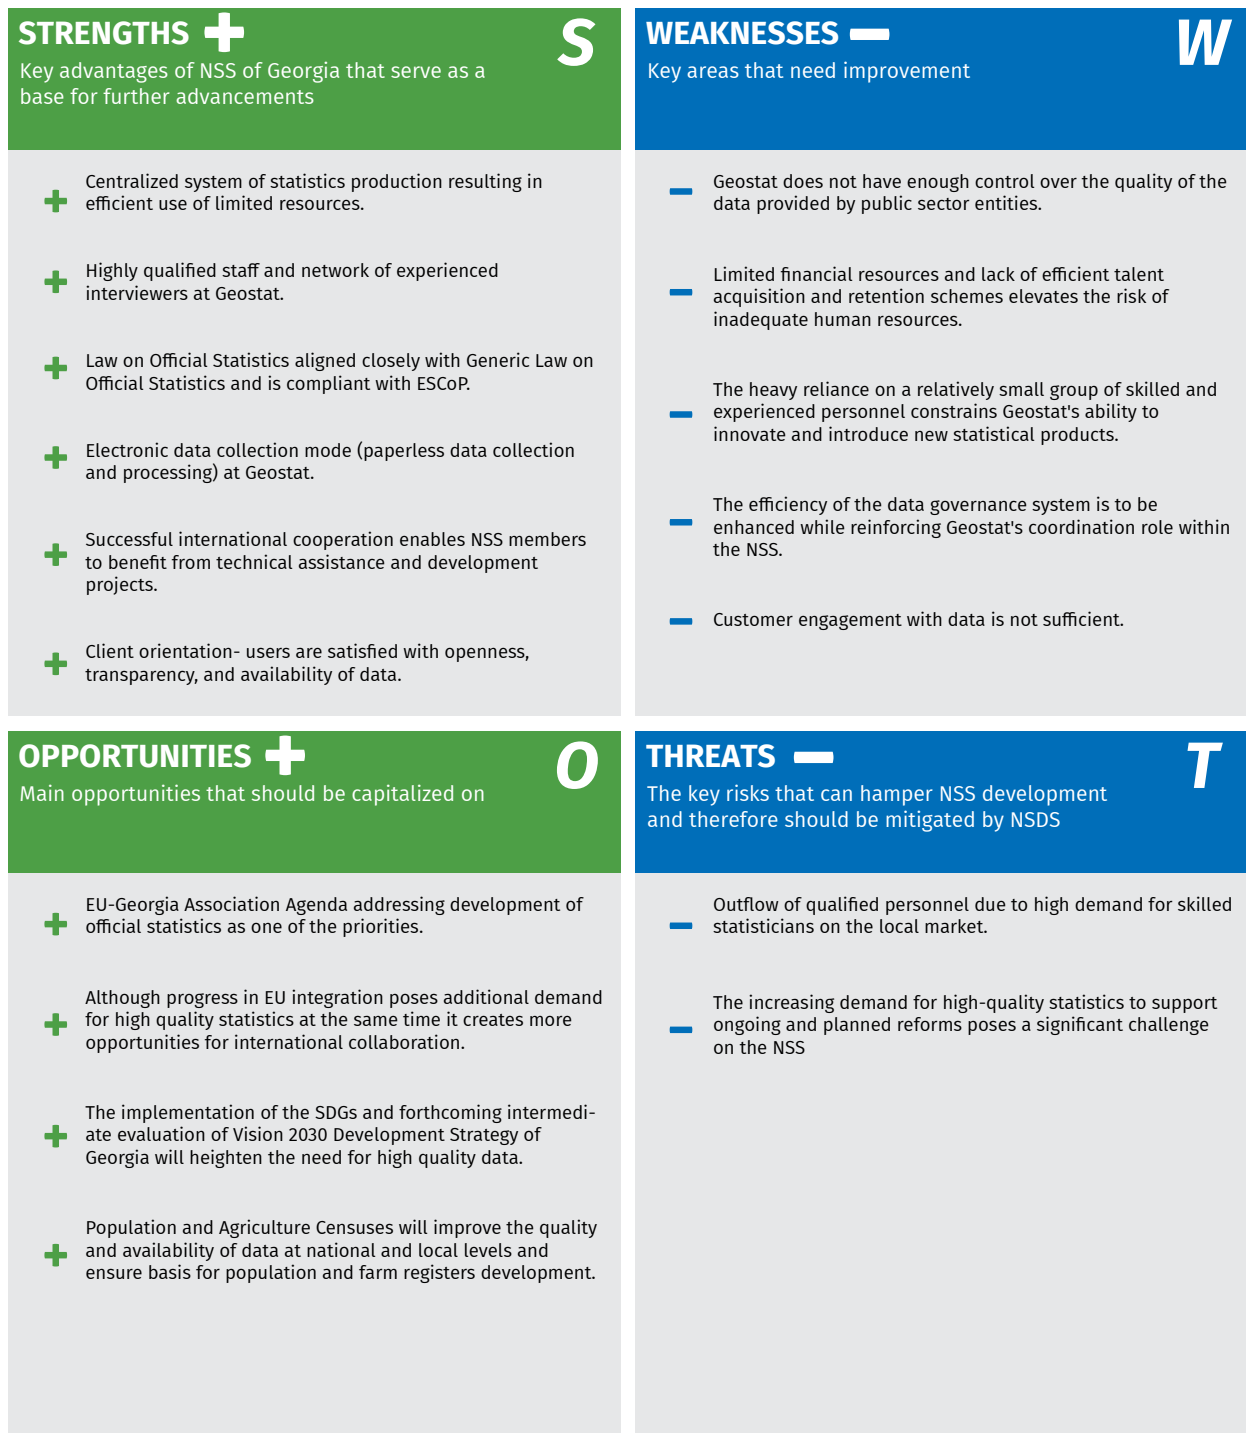 STRENGTHS
S
Key advantages of NSS of Georgia that serve as a
base for further advancements
Centralized system of statistics production resulting in
efficient use of limited resources.
Highly qualified staff and network of experienced
interviewers at Geostat.
Law on Official Statistics aligned closely with Generic Law on
Official Statistics and is compliant with ESCoP.
Electronic data collection mode (paperless data collection
and processing) at Geostat.
Successful international cooperation enables NSS members
to benefit from technical assistance and development
projects.
Client orientation- users are satisfied with openness,
transparency, and availability of data.
WEAKNESSES
W
Key areas that need improvement
Geostat does not have enough control over the quality of the
data provided by public sector entities.
Limited financial resources and lack of efficient talent
acquisition and retention schemes elevates the risk of
inadequate human resources.
The heavy reliance on a relatively small group of skilled and
experienced personnel constrains Geostat's ability to
innovate and introduce new statistical products.
The efficiency of the data governance system is to be
enhanced while reinforcing Geostat's coordination role within
the NSS.
Customer engagement with data is not sufficient.
OPPORTUNITIES
O
Main opportunities that should be capitalized on
EU-Georgia Association Agenda addressing development of
official statistics as one of the priorities.
Although progress in EU integration poses additional demand
for high quality statistics at the same time it creates more
opportunities for international collaboration.
The implementation of the SDGs and forthcoming intermedi-
ate evaluation of Vision 2030 Development Strategy of
Georgia will heighten the need for high quality data.
Population and Agriculture Censuses will improve the quality
and availability of data at national and local levels and
ensure basis for population and farm registers development.
THREATS
T
The key risks that can hamper NSS development
and therefore should be mitigated by NSDS
Outflow of qualified personnel due to high demand for skilled
statisticians on the local market.
The increasing demand for high-quality statistics to support
ongoing and planned reforms poses a significant challenge
on the NSS